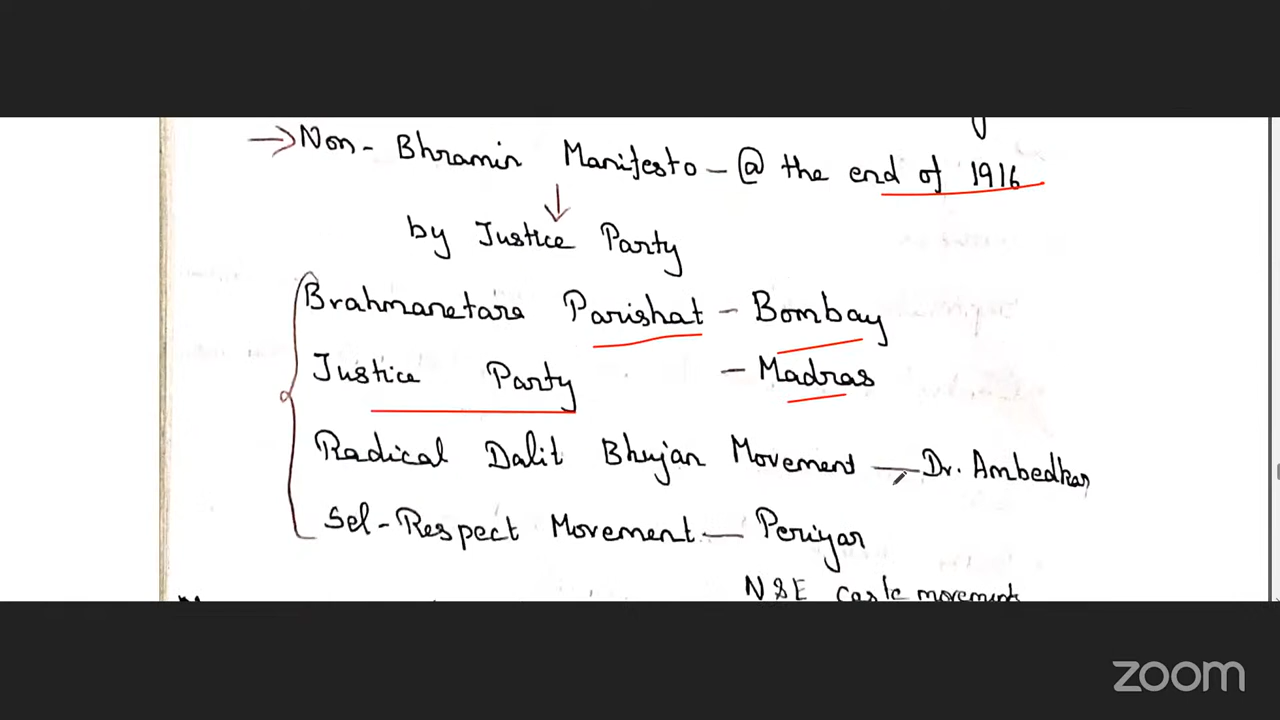 → Non - Bhramin Manifesto - @ the end of 1916
↓
by Justice Party
Brahmanetara Parishat - Bombay
Justice Party - Madras
Radical Dalit Bhujan Movement - Dr. Ambedkar
Sel-Respect Movement - Periyar
N&E caste movements
zoom